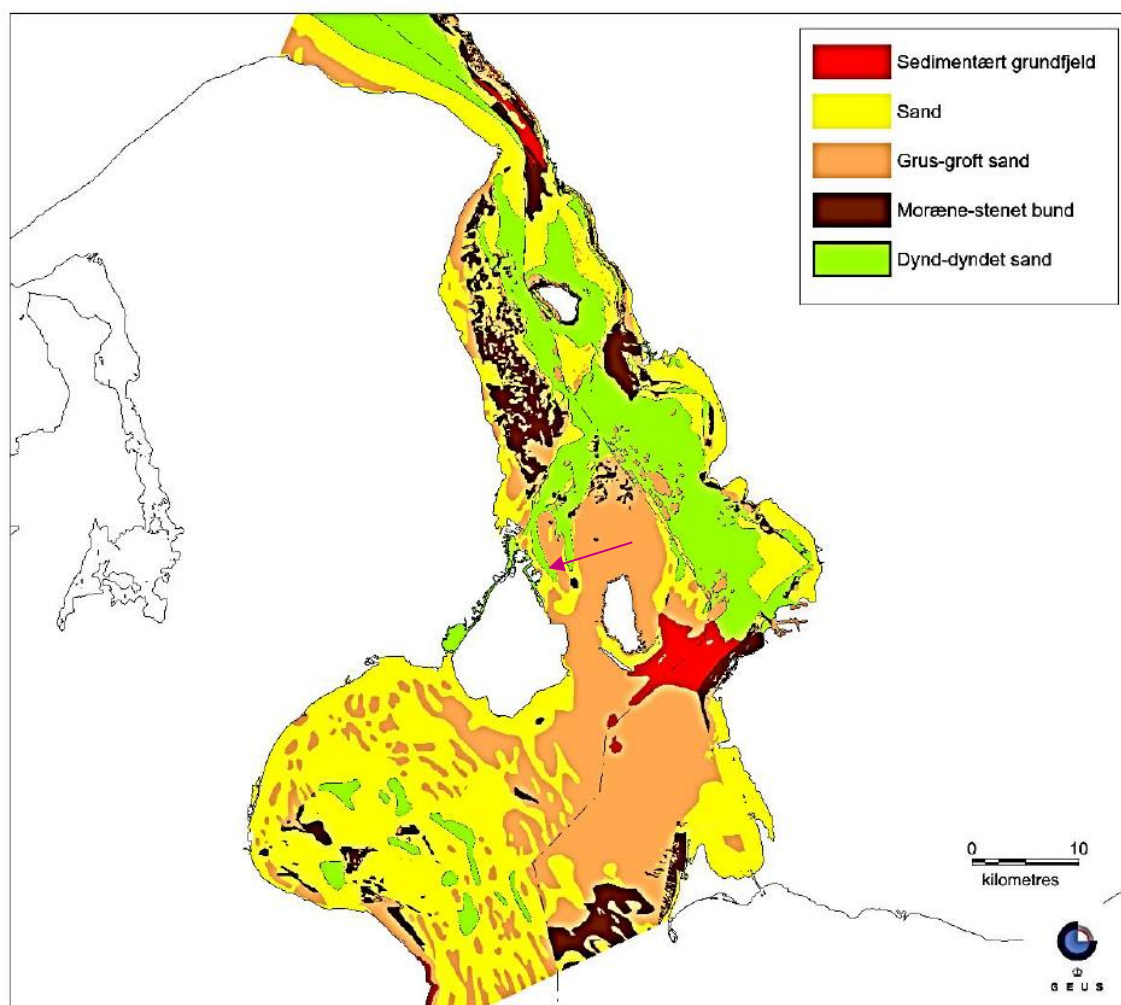 Sedimentært grundfjeld
Sand
Grus-groft sand
Moræne-stenet bund
Dynd-dyndet sand
0 10
kilometres
G E U S